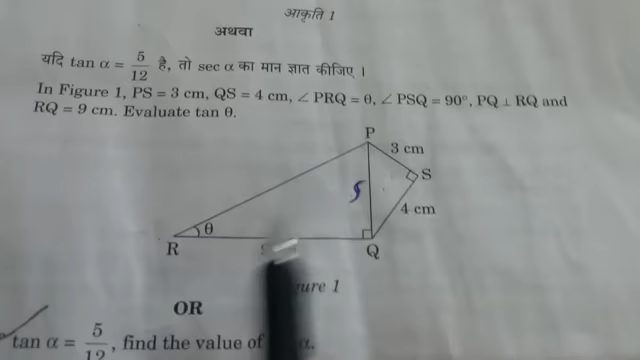 आकृति 1
अथवा
यदि tan α = 5/12 है, तो sec α का मान ज्ञात कीजिए ।
In Figure 1, PS = 3 cm, QS = 4 cm, ∠ PRQ = θ, ∠ PSQ = 90°, PQ ⊥ RQ and
RQ = 9 cm. Evaluate tan θ.
P
3 cm
S
5
4 cm
θ
R
Q
ure 1
OR
tan α = 5/12, find the value of α.